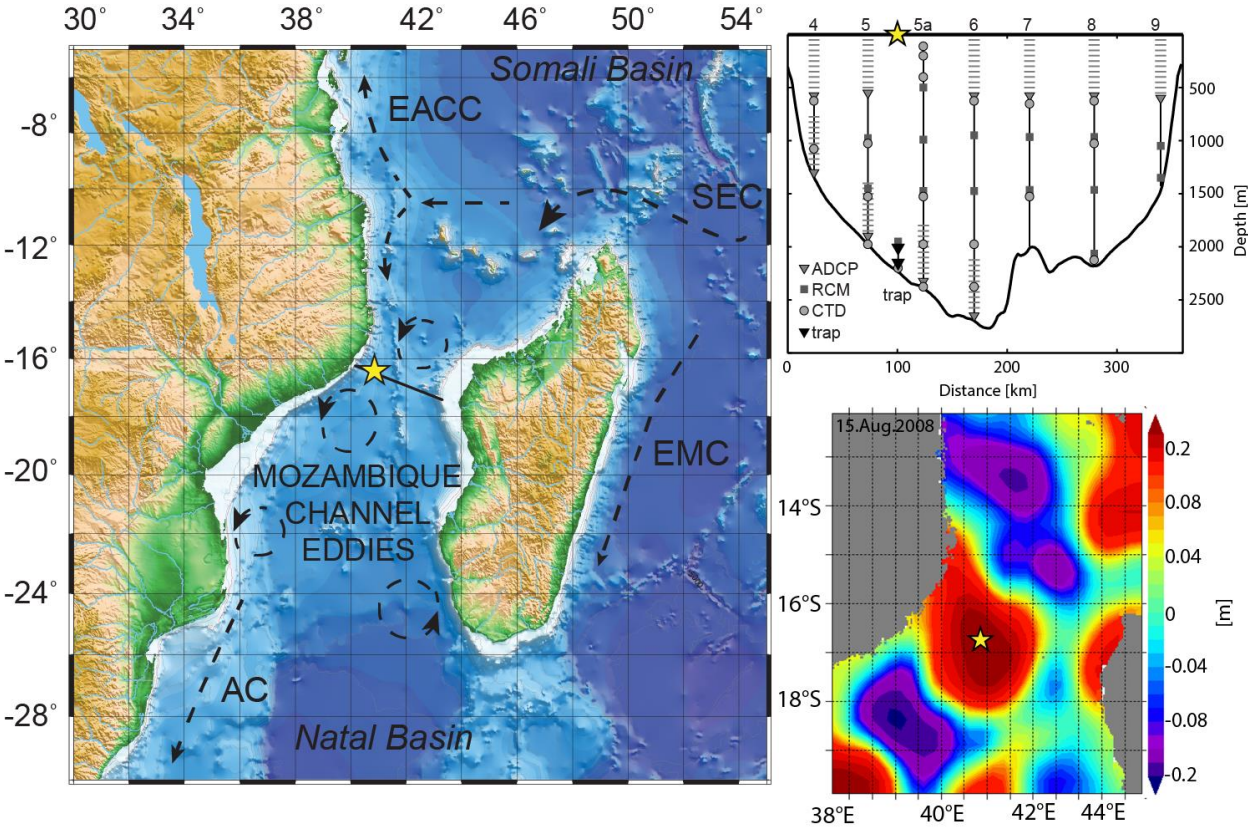 30° 34 38 42 46 50° 54°
Somali Basin
EACC
-8°
SEC
-12°
-16°
EMC
-20°
MOZAMBIQUE
CHANNEL
EDDIES
-24°
AC
-28°
Natal Basin
4 5 5a 6 7 8 9
500
1000
1500
2000
2500
Depth [m]
ADCP
RCM
CTD
trap
trap
0 100 200 300
Distance [km]
15.Aug.2008
14°S
16°S
18°S
38°E 40°E 42°E 44°E
0.2
0.08
0.04
0
-0.04
-0.08
-0.2
[m]